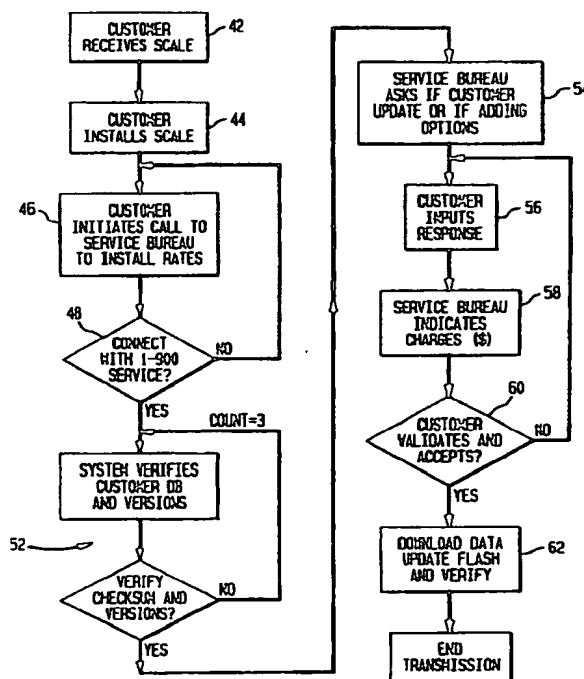 CUSTOMER
RECEIVES SCALE
42
CUSTOMER
INSTALLS SCALE
44
46
CUSTOMER
INITIATES CALL TO
SERVICE BUREAU
TO INSTALL RATES
48
CONNECT
WITH 1-900
SERVICE?
NO
YES
COUNT=3
SYSTEM VERIFIES
CUSTOMER DB
AND VERSIONS
52
VERIFY
CHECKSUM AND
VERSIONS?
NO
YES
SERVICE BUREAU
ASKS IF CUSTOMER
UPDATE OR IF ADDING
OPTIONS
54
CUSTOMER
INPUTS
RESPONSE
56
SERVICE BUREAU
INDICATES
CHARGES ($)
58
60
CUSTOMER
VALIDATES AND
ACCEPTS?
NO
YES
DOWNLOAD DATA
UPDATE FLASH
AND VERIFY
62
END
TRANSMISSION